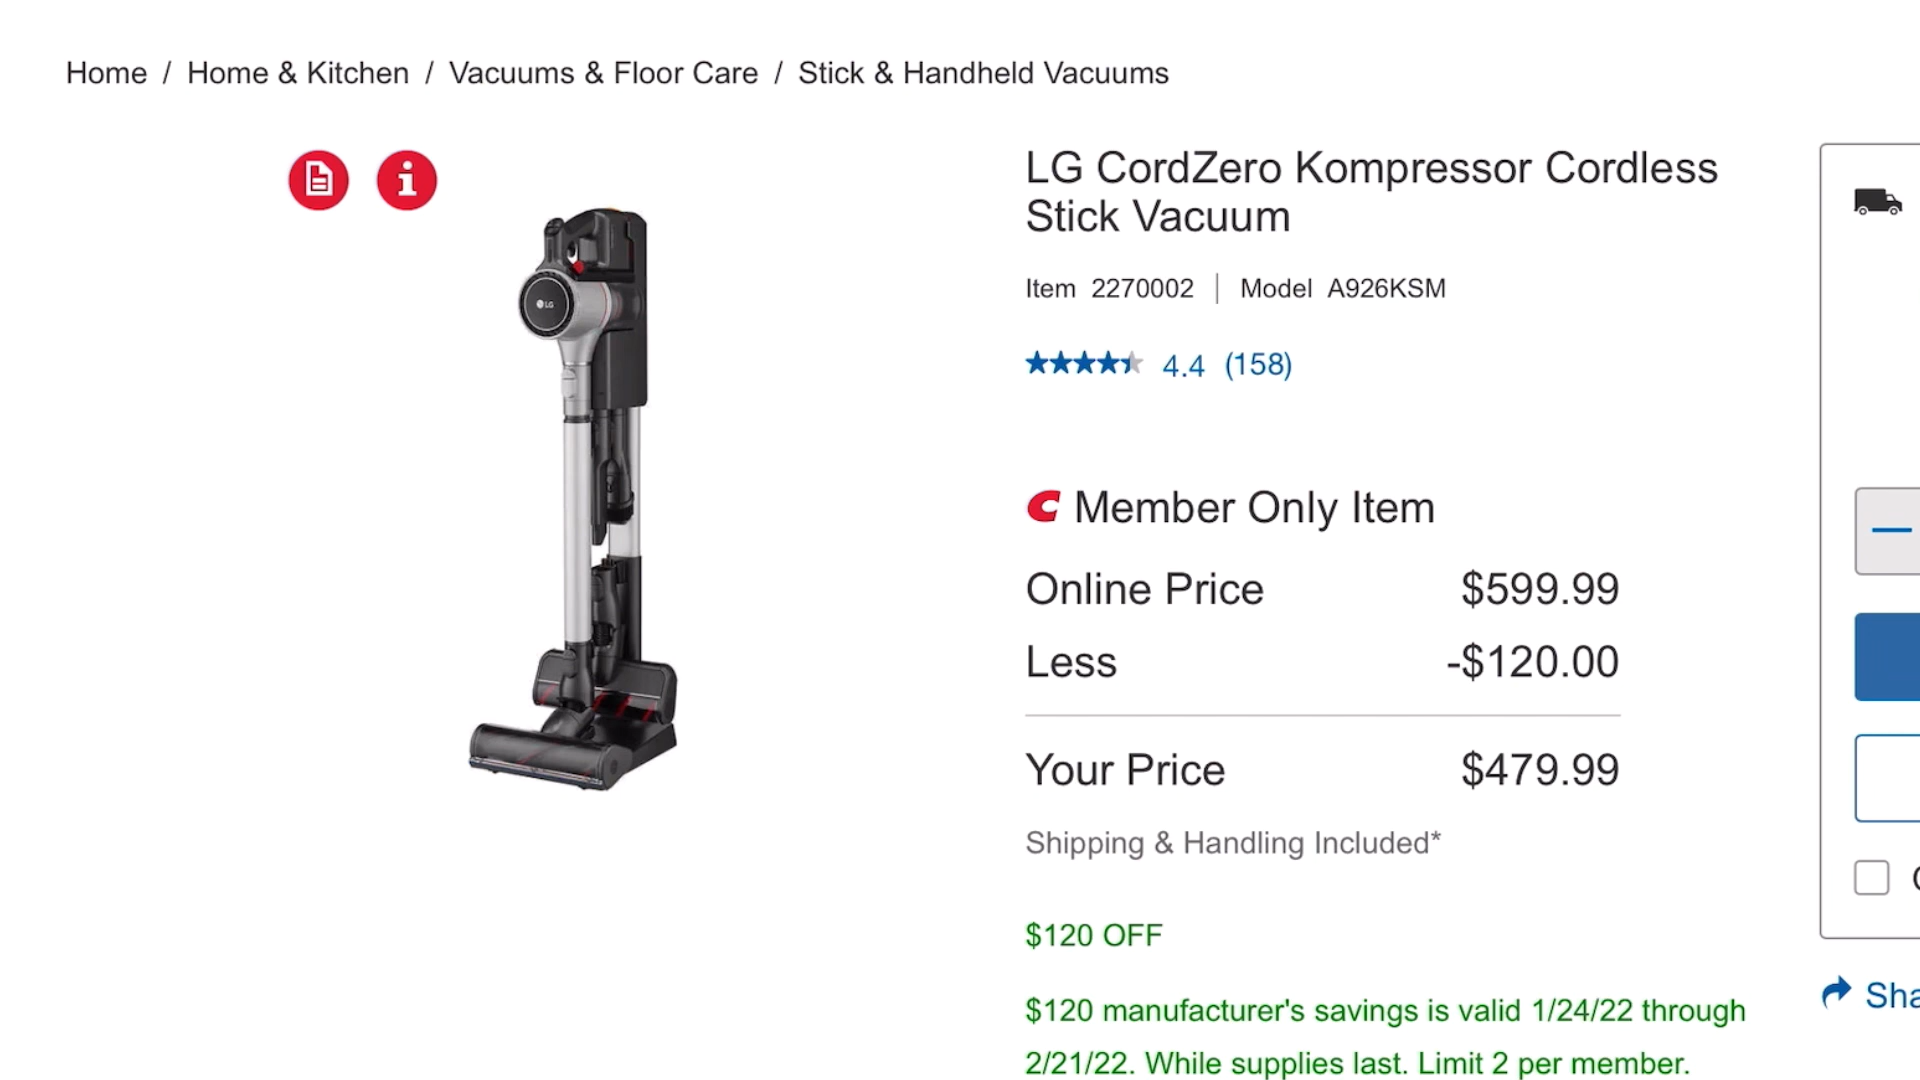 Home / Home & Kitchen / Vacuums & Floor Care / Stick & Handheld Vacuums
LG
LG CordZero Kompressor Cordless
Stick Vacuum
Item 2270002 | Model A926KSM
4.4 (158)
Member Only Item
Online Price $599.99
Less -$120.00
Your Price $479.99
Shipping & Handling Included*
$120 OFF
$120 manufacturer's savings is valid 1/24/22 through
2/21/22. While supplies last. Limit 2 per member.